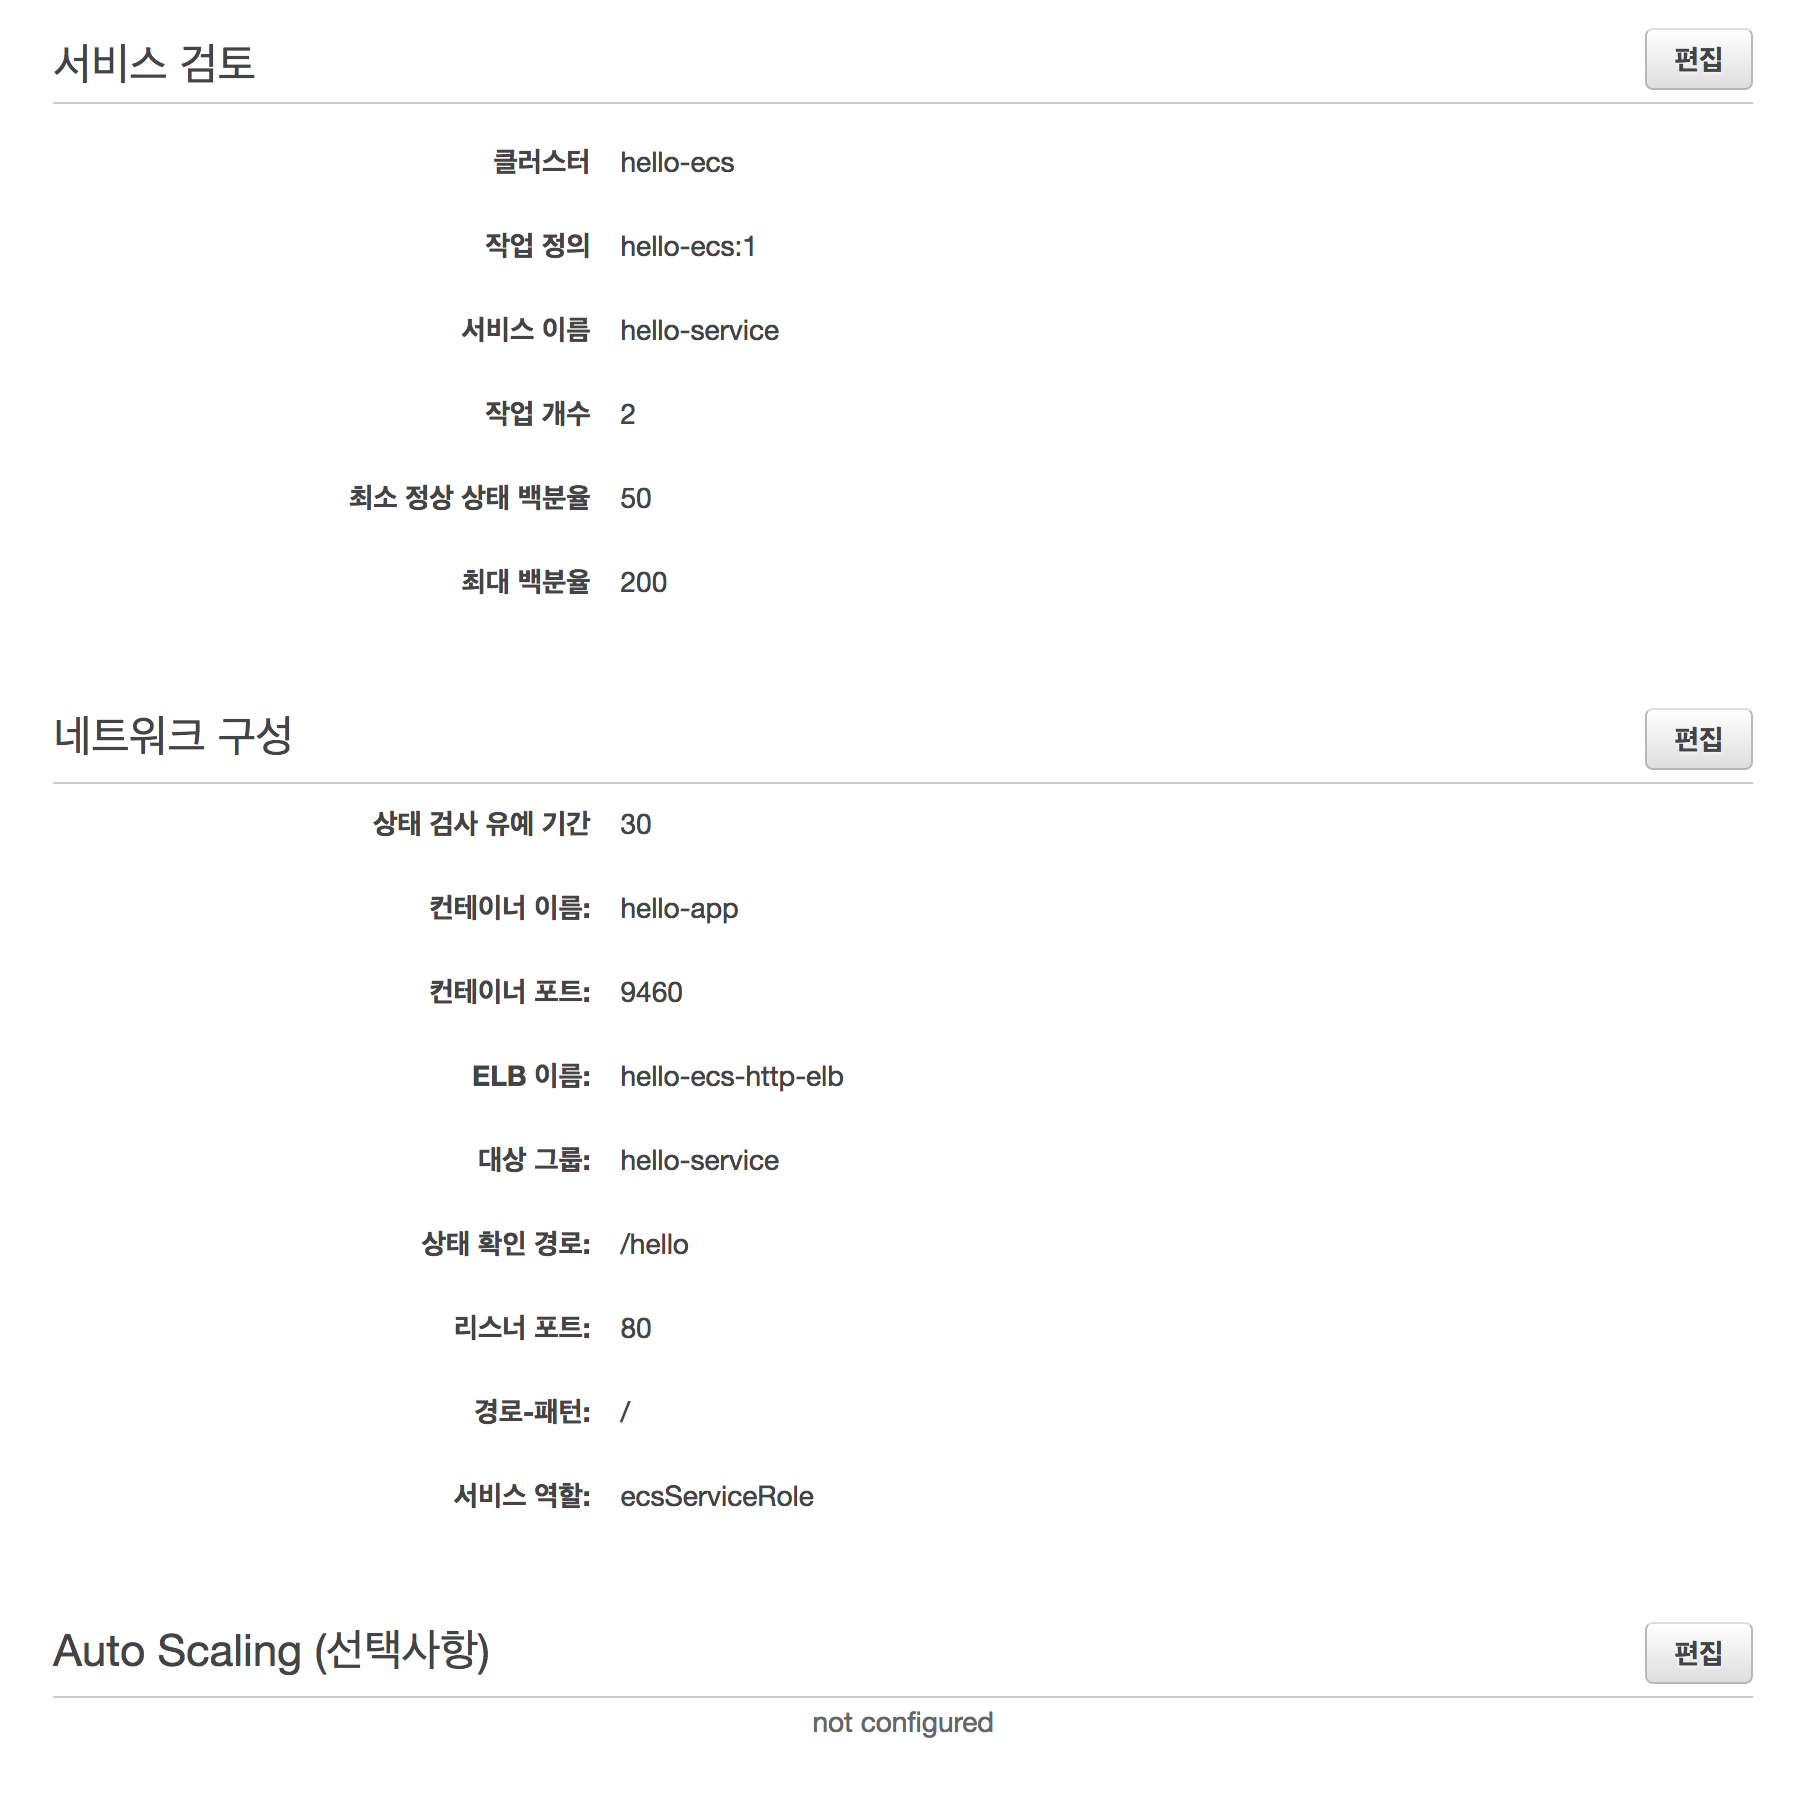 서비스 검토
편집
클러스터 hello-ecs
작업 정의 hello-ecs:1
서비스 이름 hello-service
작업 개수 2
최소 정상 상태 백분율 50
최대 백분율 200
네트워크 구성
편집
상태 검사 유예 기간 30
컨테이너 이름: hello-app
컨테이너 포트: 9460
ELB 이름: hello-ecs-http-elb
대상 그룹: hello-service
상태 확인 경로: /hello
리스너 포트: 80
경로-패턴: /
서비스 역할: ecsServiceRole
Auto Scaling (선택사항)
편집
not configured